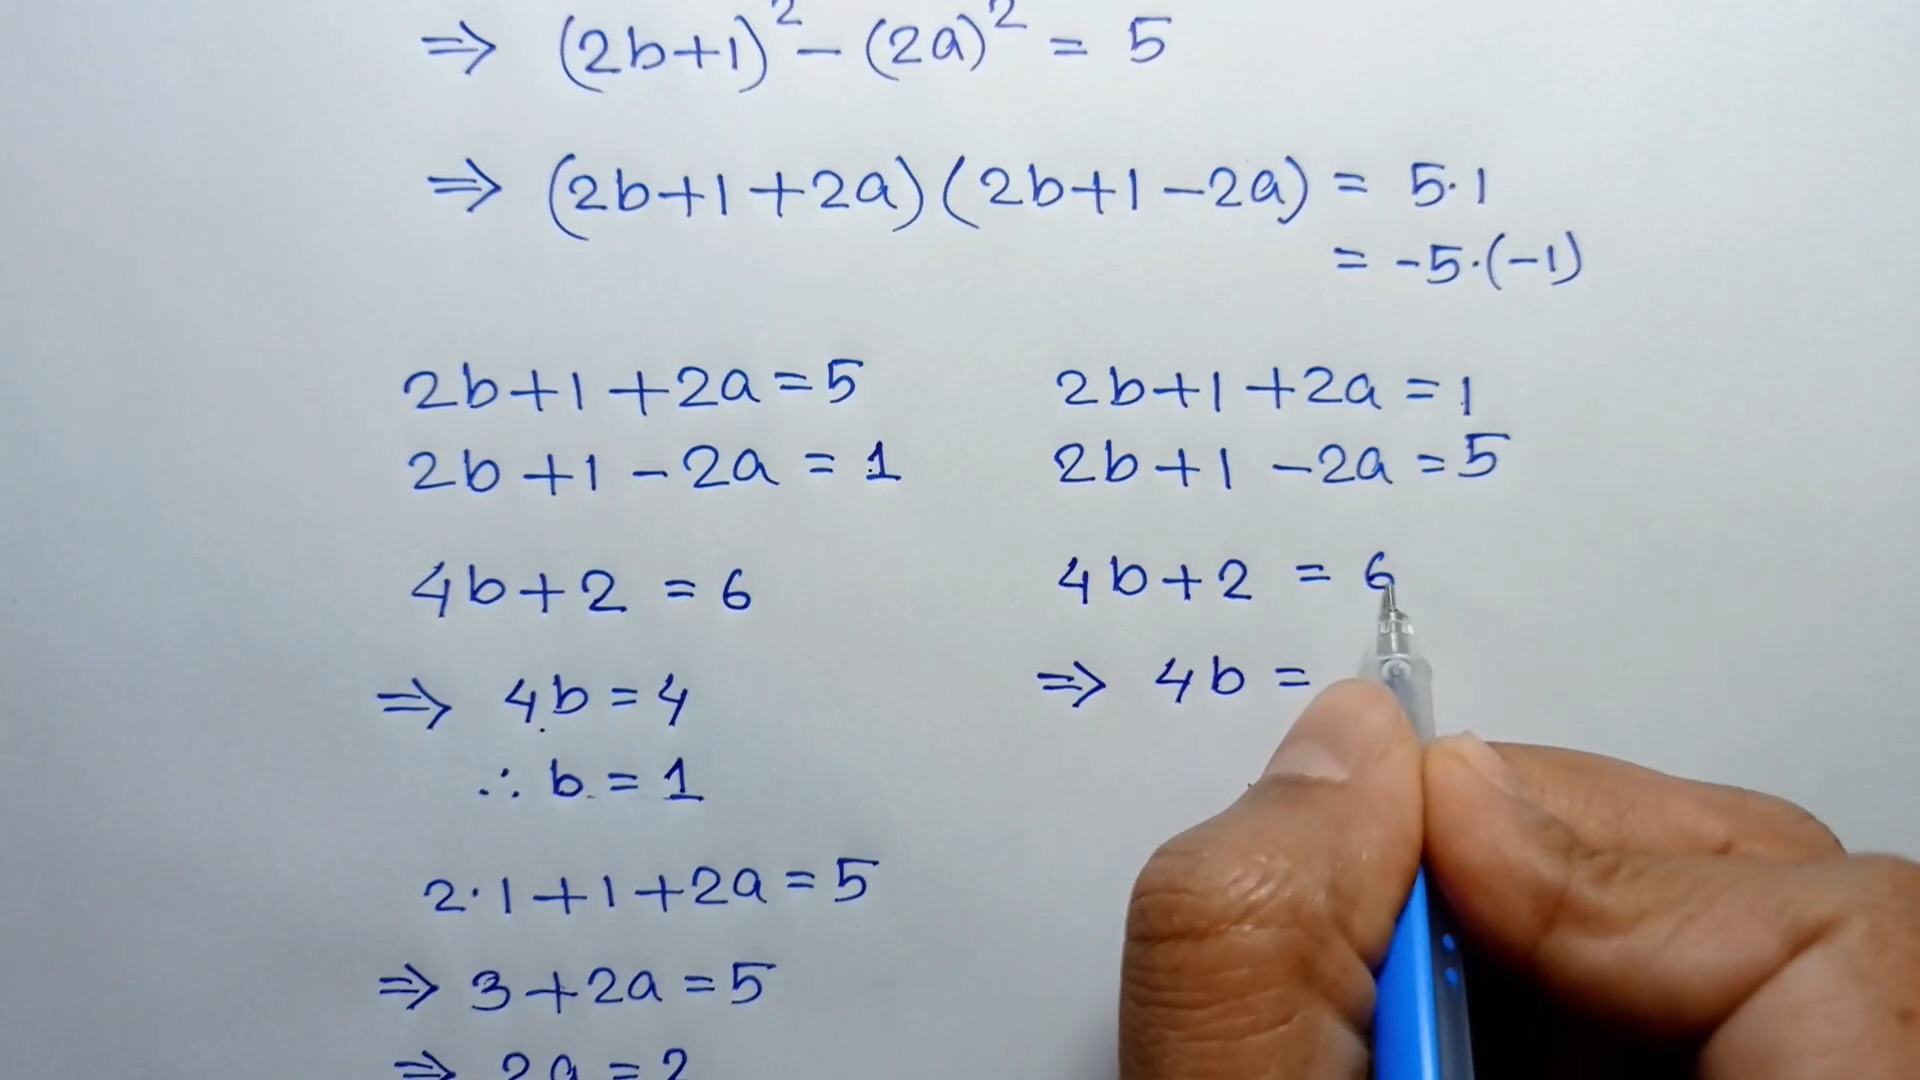 ⇒ (2b+1)² - (2a)² = 5
⇒ (2b+1+2a)(2b+1-2a) = 5·1
= -5·(-1)
2b+1+2a=5
2b+1-2a=1
4b+2=6
⇒ 4b=4
∴ b=1
2·1+1+2a=5
⇒ 3+2a=5
⇒ 2a=2
2b+1+2a=1
2b+1-2a=5
4b+2=6
⇒ 4b=